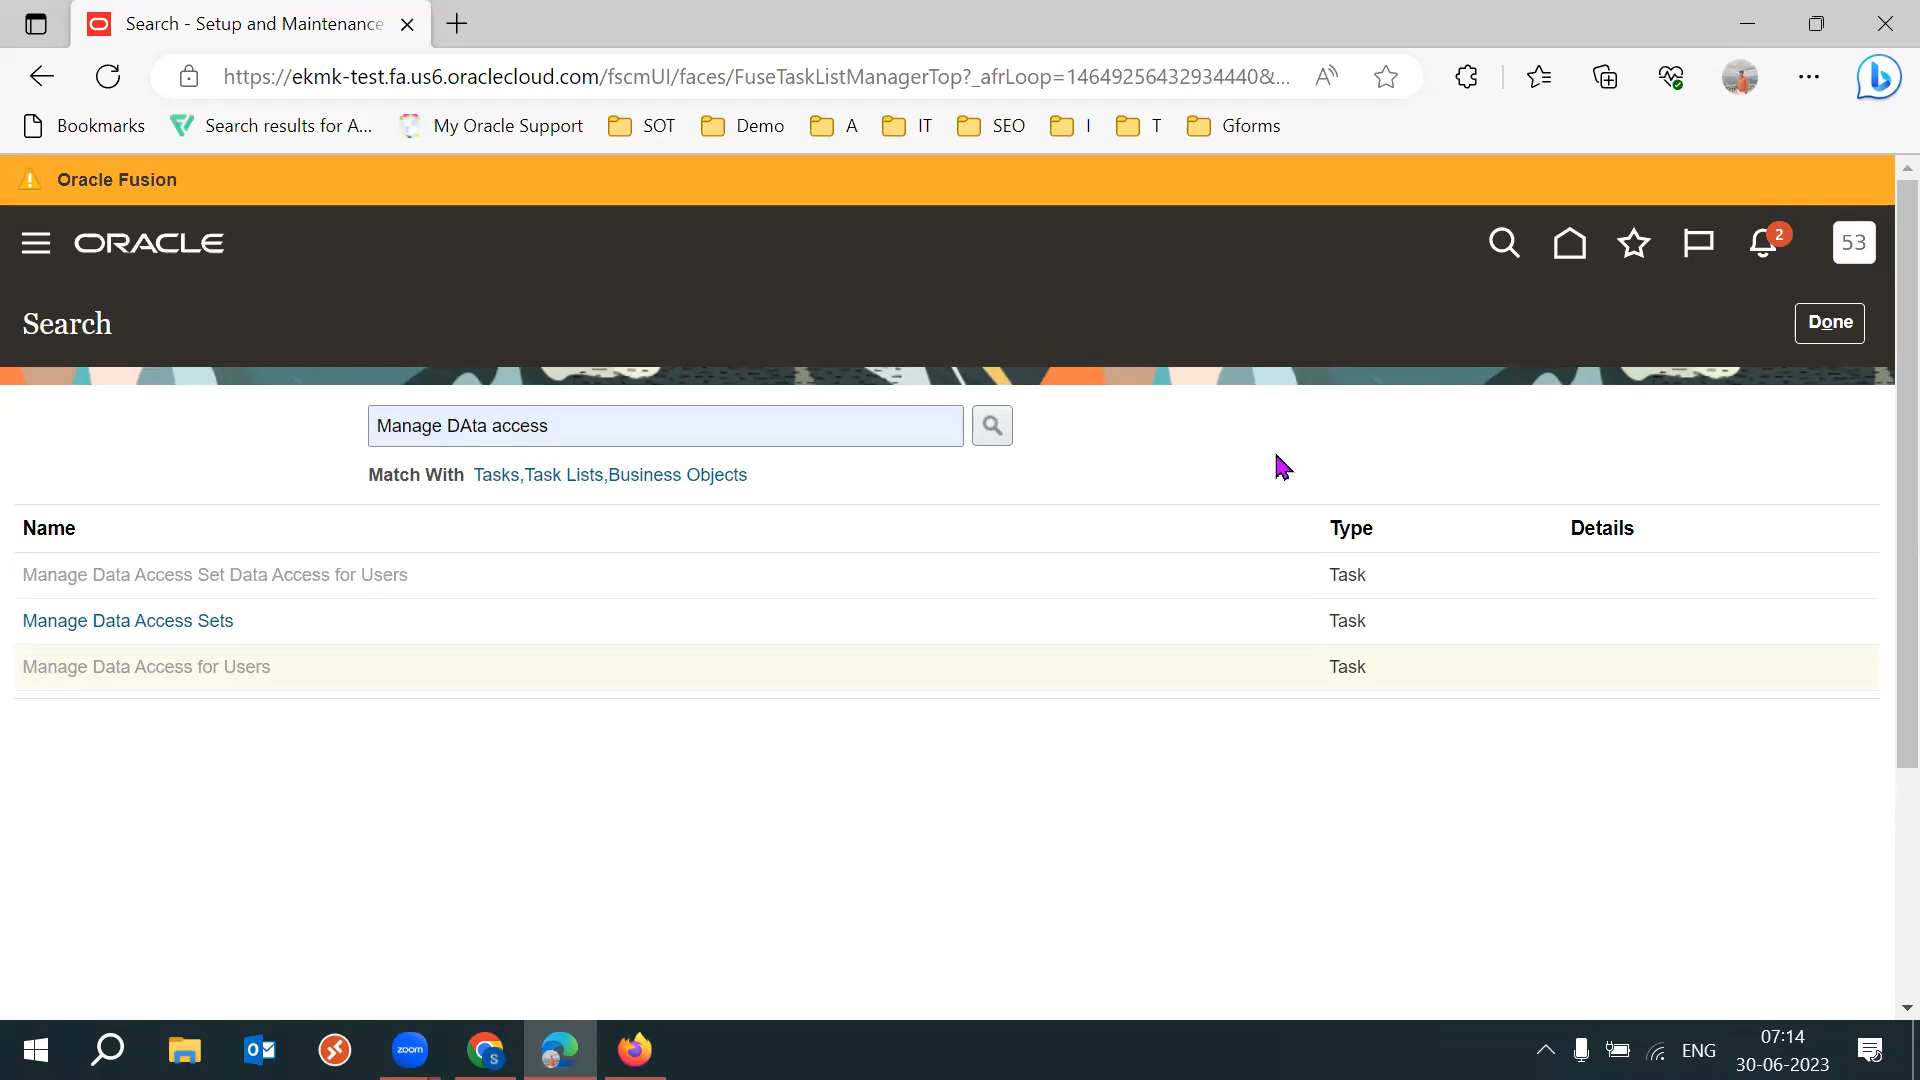 Search - Setup and Maintenance
https://ekmk-test.fa.us6.oraclecloud.com/fscmUI/faces/FuseTaskListManagerTop?_afrLoop=14649256432934440&...
Bookmarks Search results for A... My Oracle Support SOT Demo A IT SEO I T Gforms
Oracle Fusion
ORACLE 2 53
Search Done
Manage DAta access
Match With Tasks,Task Lists,Business Objects
Name Type Details
Manage Data Access Set Data Access for Users Task
Manage Data Access Sets Task
Manage Data Access for Users Task
zoom S ENG 07:14
30-06-2023